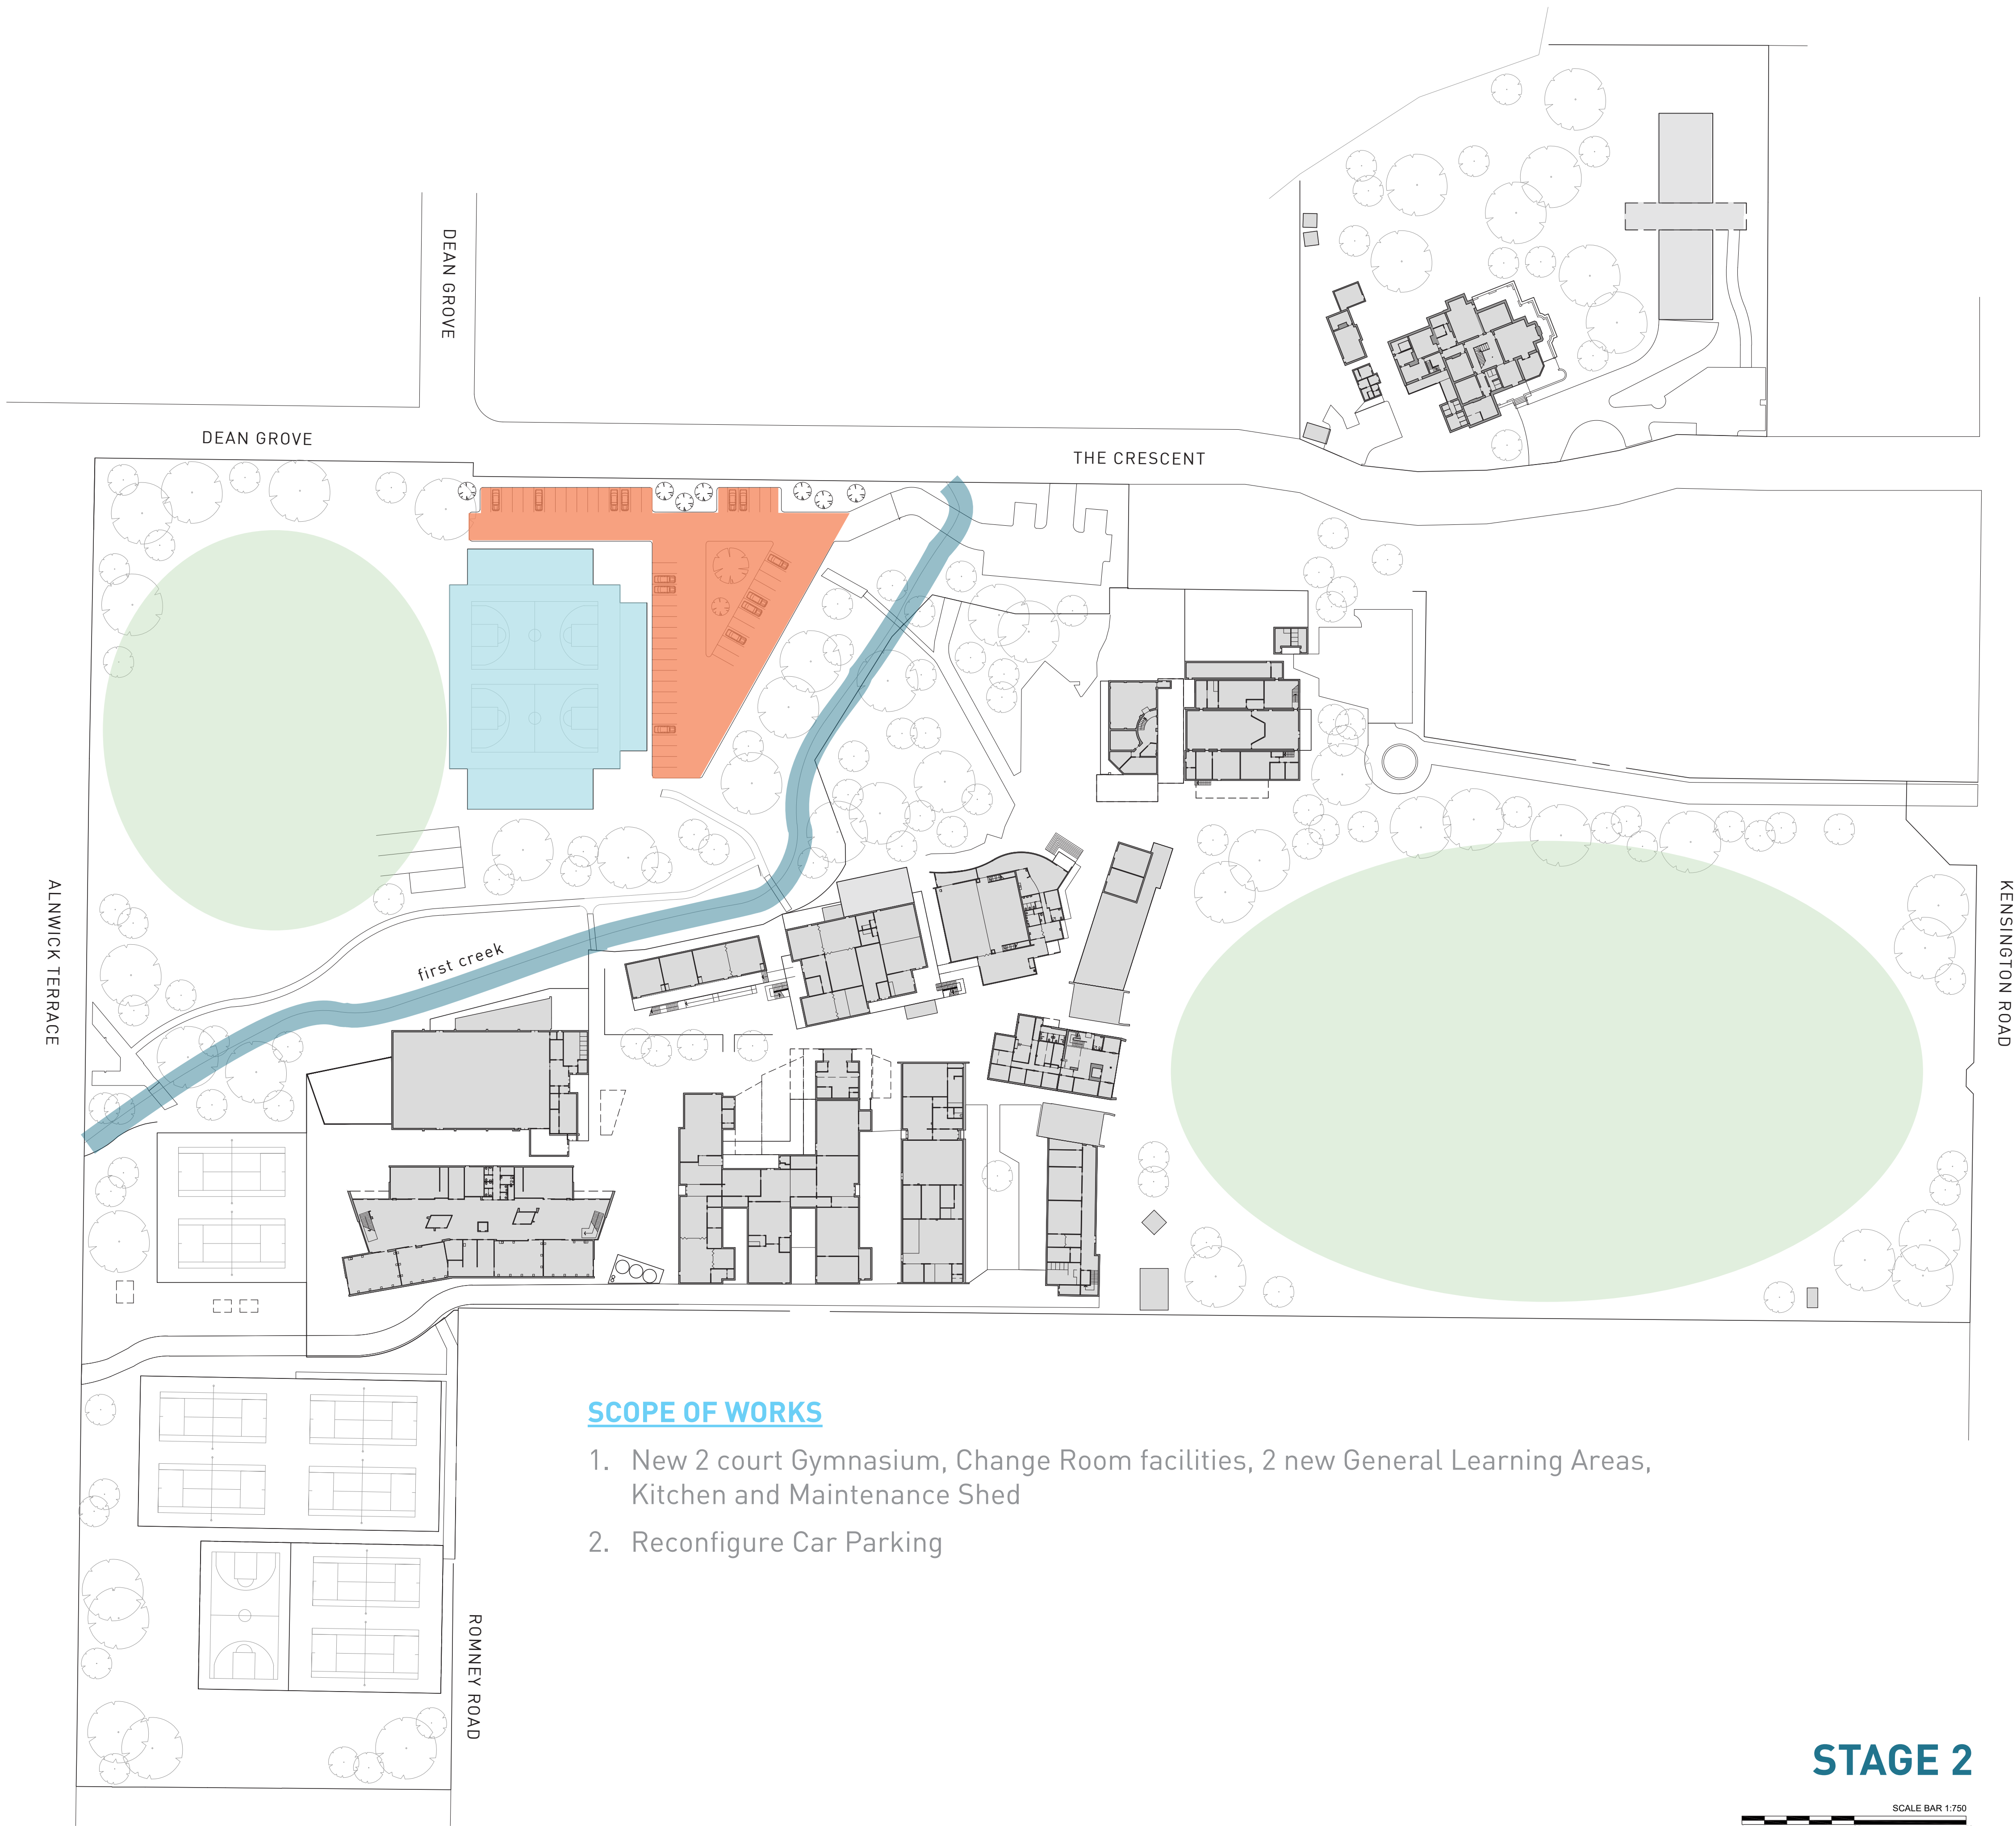 DEAN GROVE
DEAN GROVE
THE CRESCENT
ALNWICK TERRACE
KENSINGTON ROAD
first creek
SCOPE OF WORKS
1. New 2 court Gymnasium, Change Room facilities, 2 new General Learning Areas,
Kitchen and Maintenance Shed
2. Reconfigure Car Parking
ROMNEY ROAD
STAGE 2
SCALE BAR 1:750